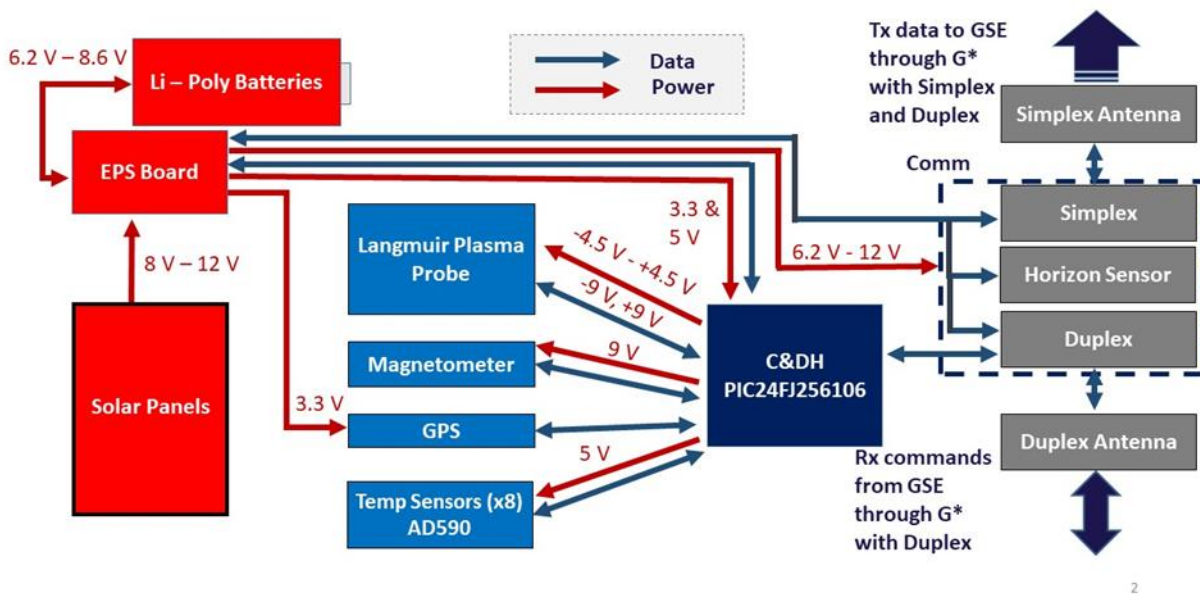 6.2 V – 8.6 V
Li – Poly Batteries
Data
Power
Tx data to GSE
through G*
with Simplex
and Duplex
Simplex Antenna
EPS Board
Comm
Simplex
Horizon Sensor
Duplex
8 V – 12 V
Langmuir Plasma
Probe
-4.5 V - +4.5 V
-9 V, +9 V
3.3 &
5 V
6.2 V - 12 V
Magnetometer
9 V
C&DH
PIC24FJ256106
Solar Panels
3.3 V
GPS
5 V
Temp Sensors (x8)
AD590
Duplex Antenna
Rx commands
from GSE
through G*
with Duplex
2